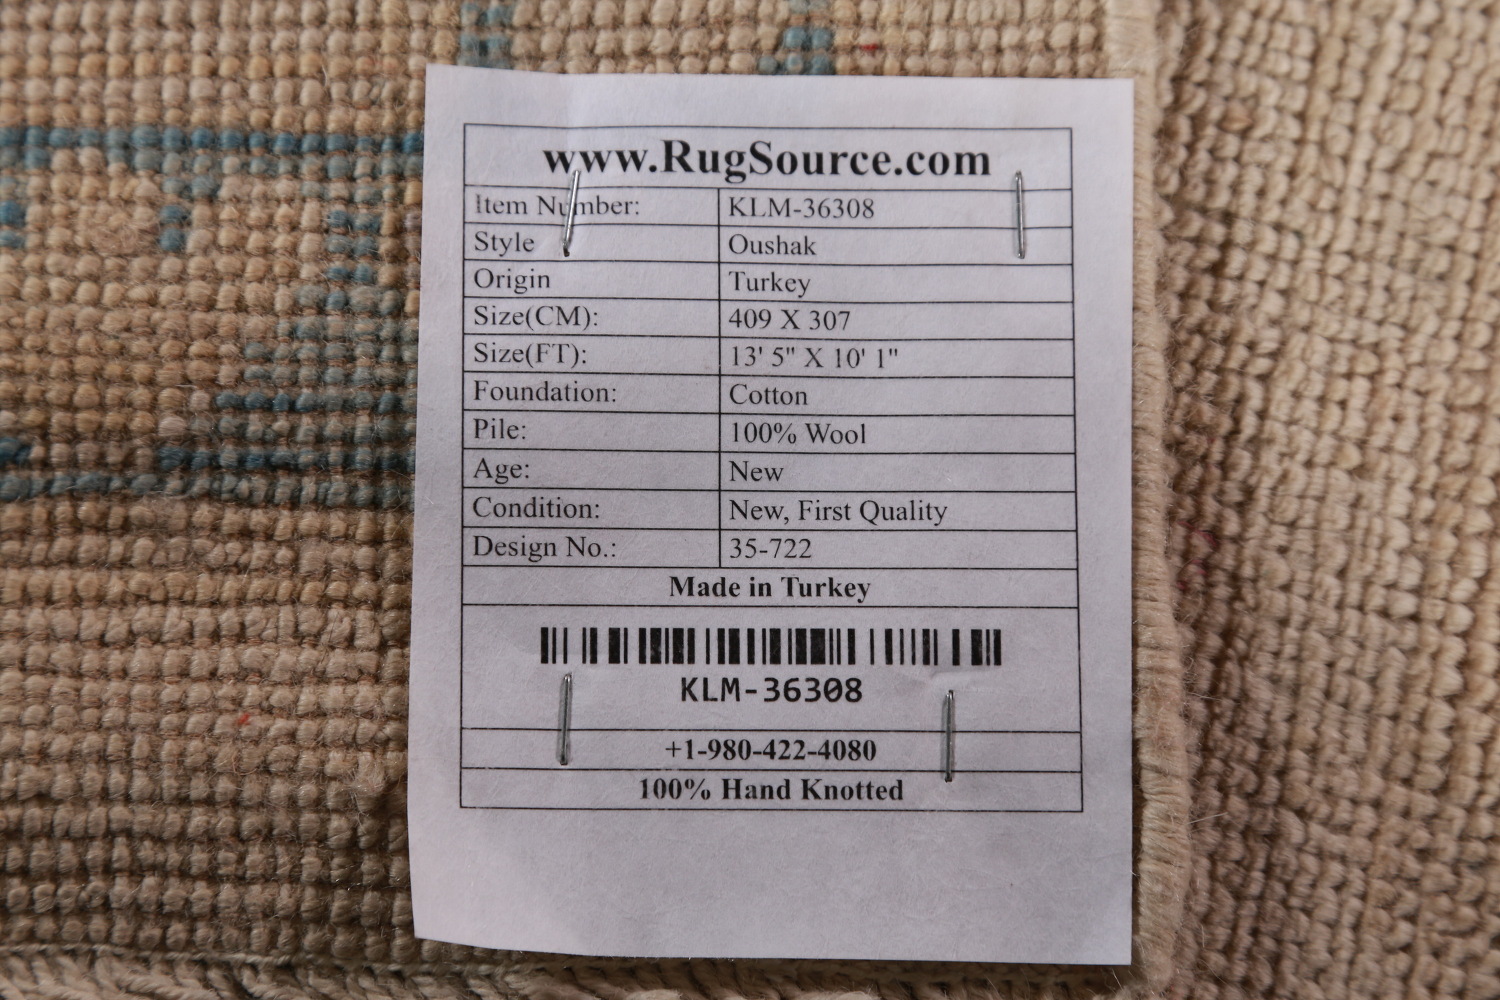 www.RugSource.com
Item Number: KLM-36308
Style Oushak
Origin Turkey
Size(CM): 409 X 307
Size(FT): 13' 5" X 10' 1"
Foundation: Cotton
Pile: 100% Wool
Age: New
Condition: New, First Quality
Design No.: 35-722
Made in Turkey
KLM-36308
+1-980-422-4080
100% Hand Knotted